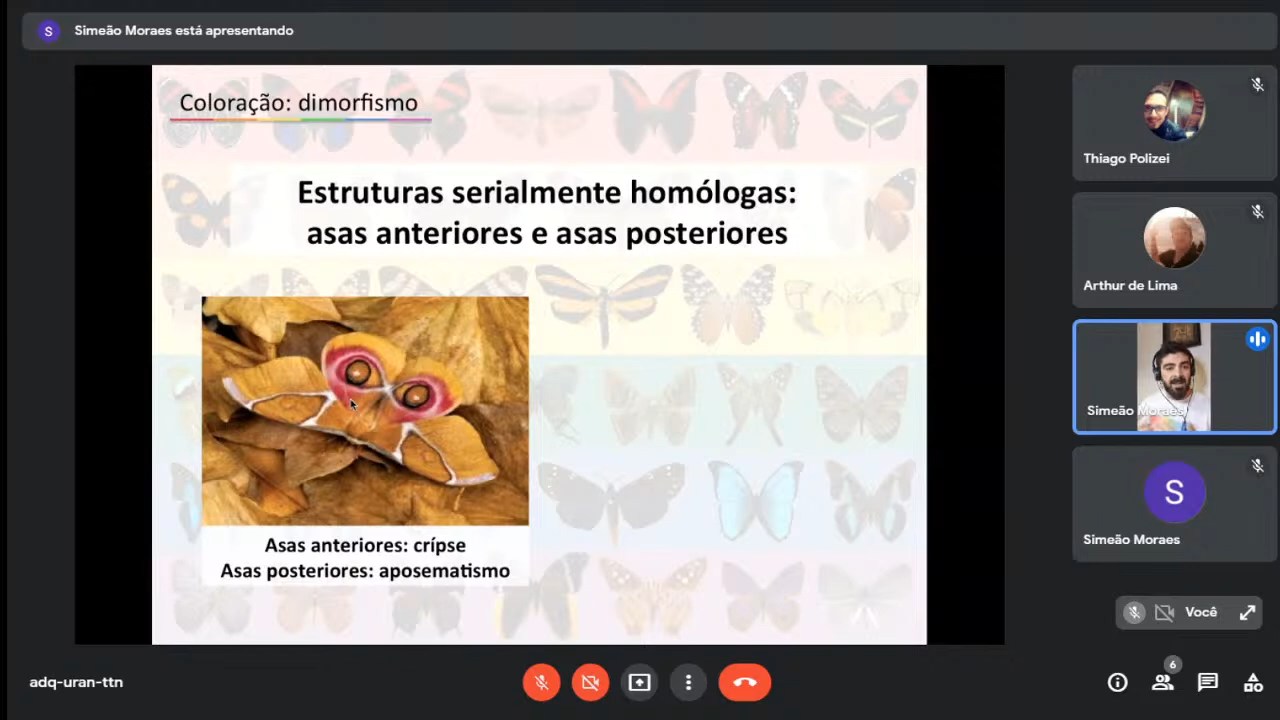 S
Simeão Moraes está apresentando
Coloração: dimorfismo
Estruturas serialmente homólogas:
asas anteriores e asas posteriores
Asas anteriores: crípse
Asas posteriores: aposematismo
Thiago Polizei
Arthur de Lima
Simeão Moraes
S
Simeão Moraes
Você
adq-uran-ttn
6